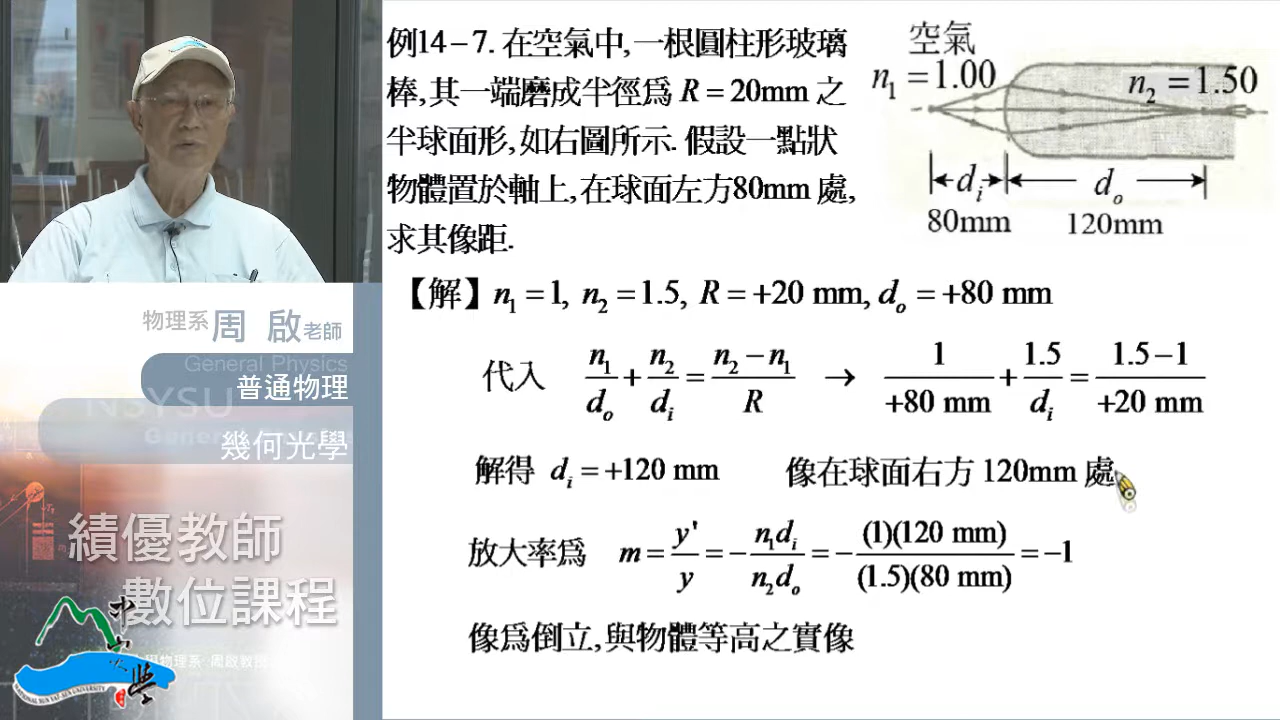 例14－7. 在空氣中,一根圓柱形玻璃
棒,其一端磨成半徑爲 R = 20mm 之
半球面形,如右圖所示. 假設一點狀
物體置於軸上,在球面左方80mm 處,
求其像距.
空氣
n₁ = 1.00
n₂ = 1.50
dᵢ
dₒ
80mm
120mm
【解】n₁ = 1, n₂ = 1.5, R = +20 mm, dₒ = +80 mm
代入 n₁/dₒ + n₂/dᵢ = (n₂ − n₁)/R → 1/(+80 mm) + 1.5/dᵢ = (1.5−1)/(+20 mm)
解得 dᵢ = +120 mm 像在球面右方 120mm 處
放大率爲 m = y'/y = − n₁dᵢ/n₂dₒ = − (1)(120 mm)/(1.5)(80 mm) = −1
像爲倒立,與物體等高之實像
物理系周 啟老師
General Physics
普通物理
NSYSU
幾何光學
績優教師
數位課程
NATIONAL SUN YAT-SEN UNIVERSITY